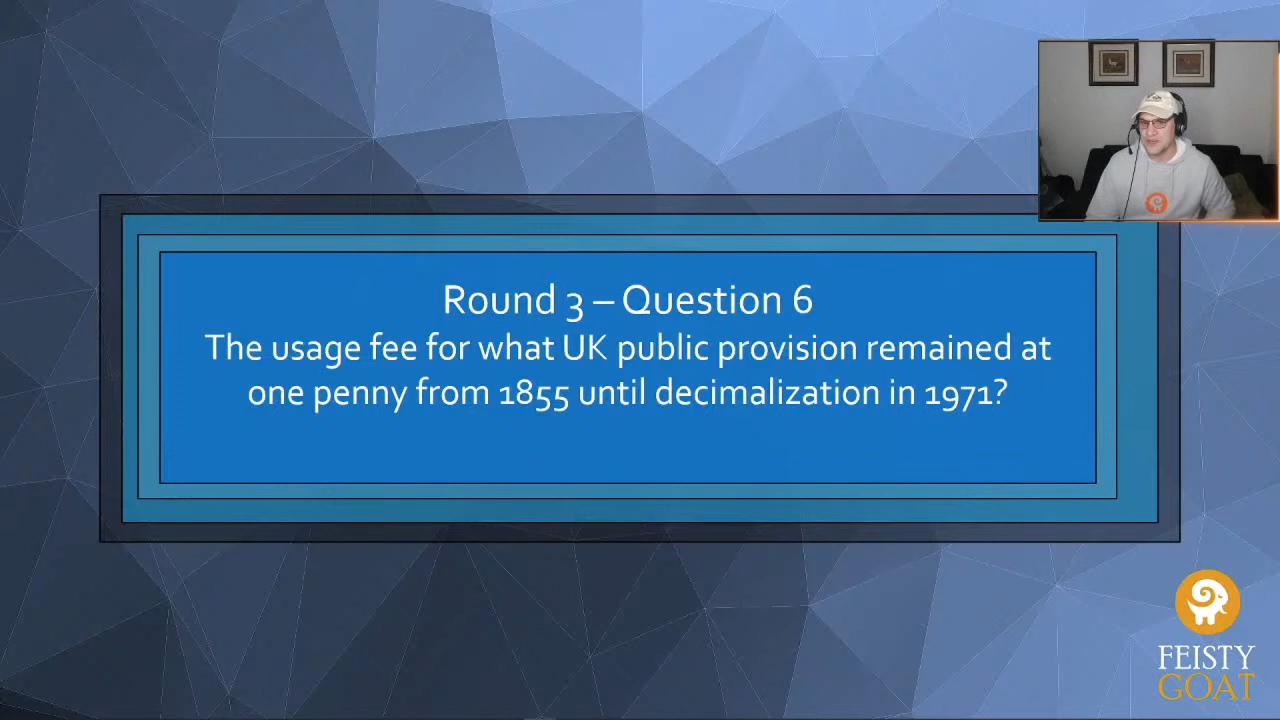 Round 3 – Question 6
The usage fee for what UK public provision remained at
one penny from 1855 until decimalization in 1971?
FEISTY
GOAT